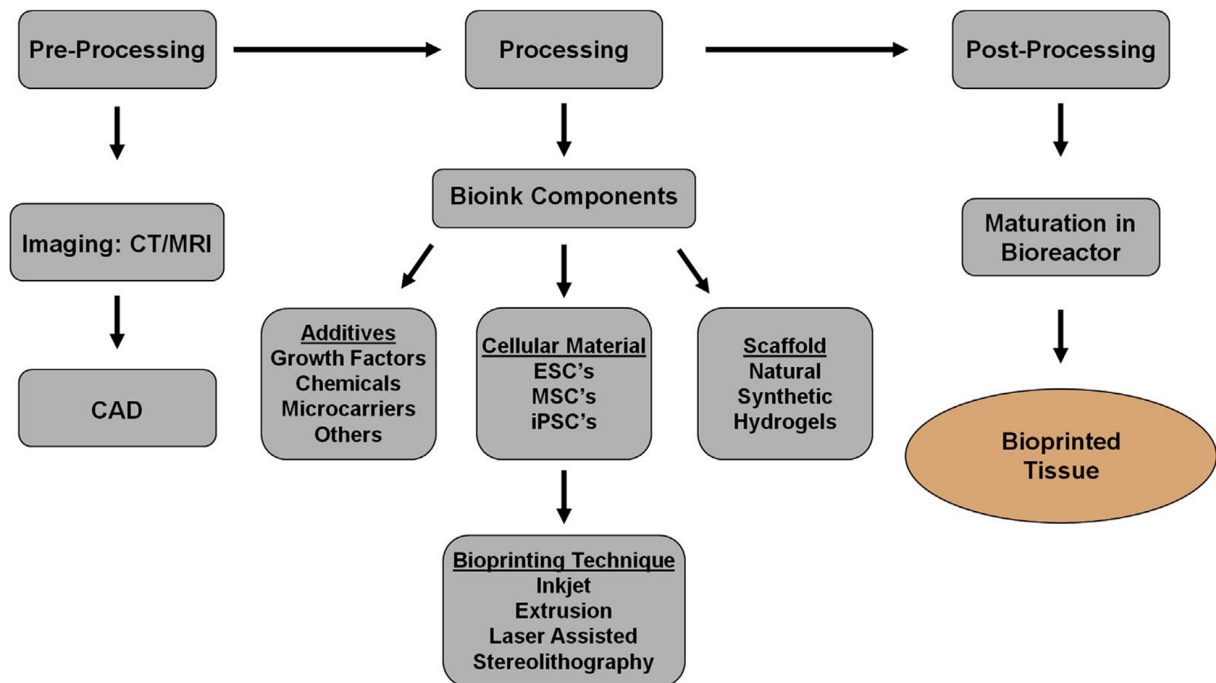 Pre-Processing
Processing
Post-Processing
Imaging: CT/MRI
CAD
Bioink Components
Additives
Growth Factors
Chemicals
Microcarriers
Others
Cellular Material
ESC's
MSC's
iPSC's
Scaffold
Natural
Synthetic
Hydrogels
Bioprinting Technique
Inkjet
Extrusion
Laser Assisted
Stereolithography
Maturation in
Bioreactor
Bioprinted
Tissue